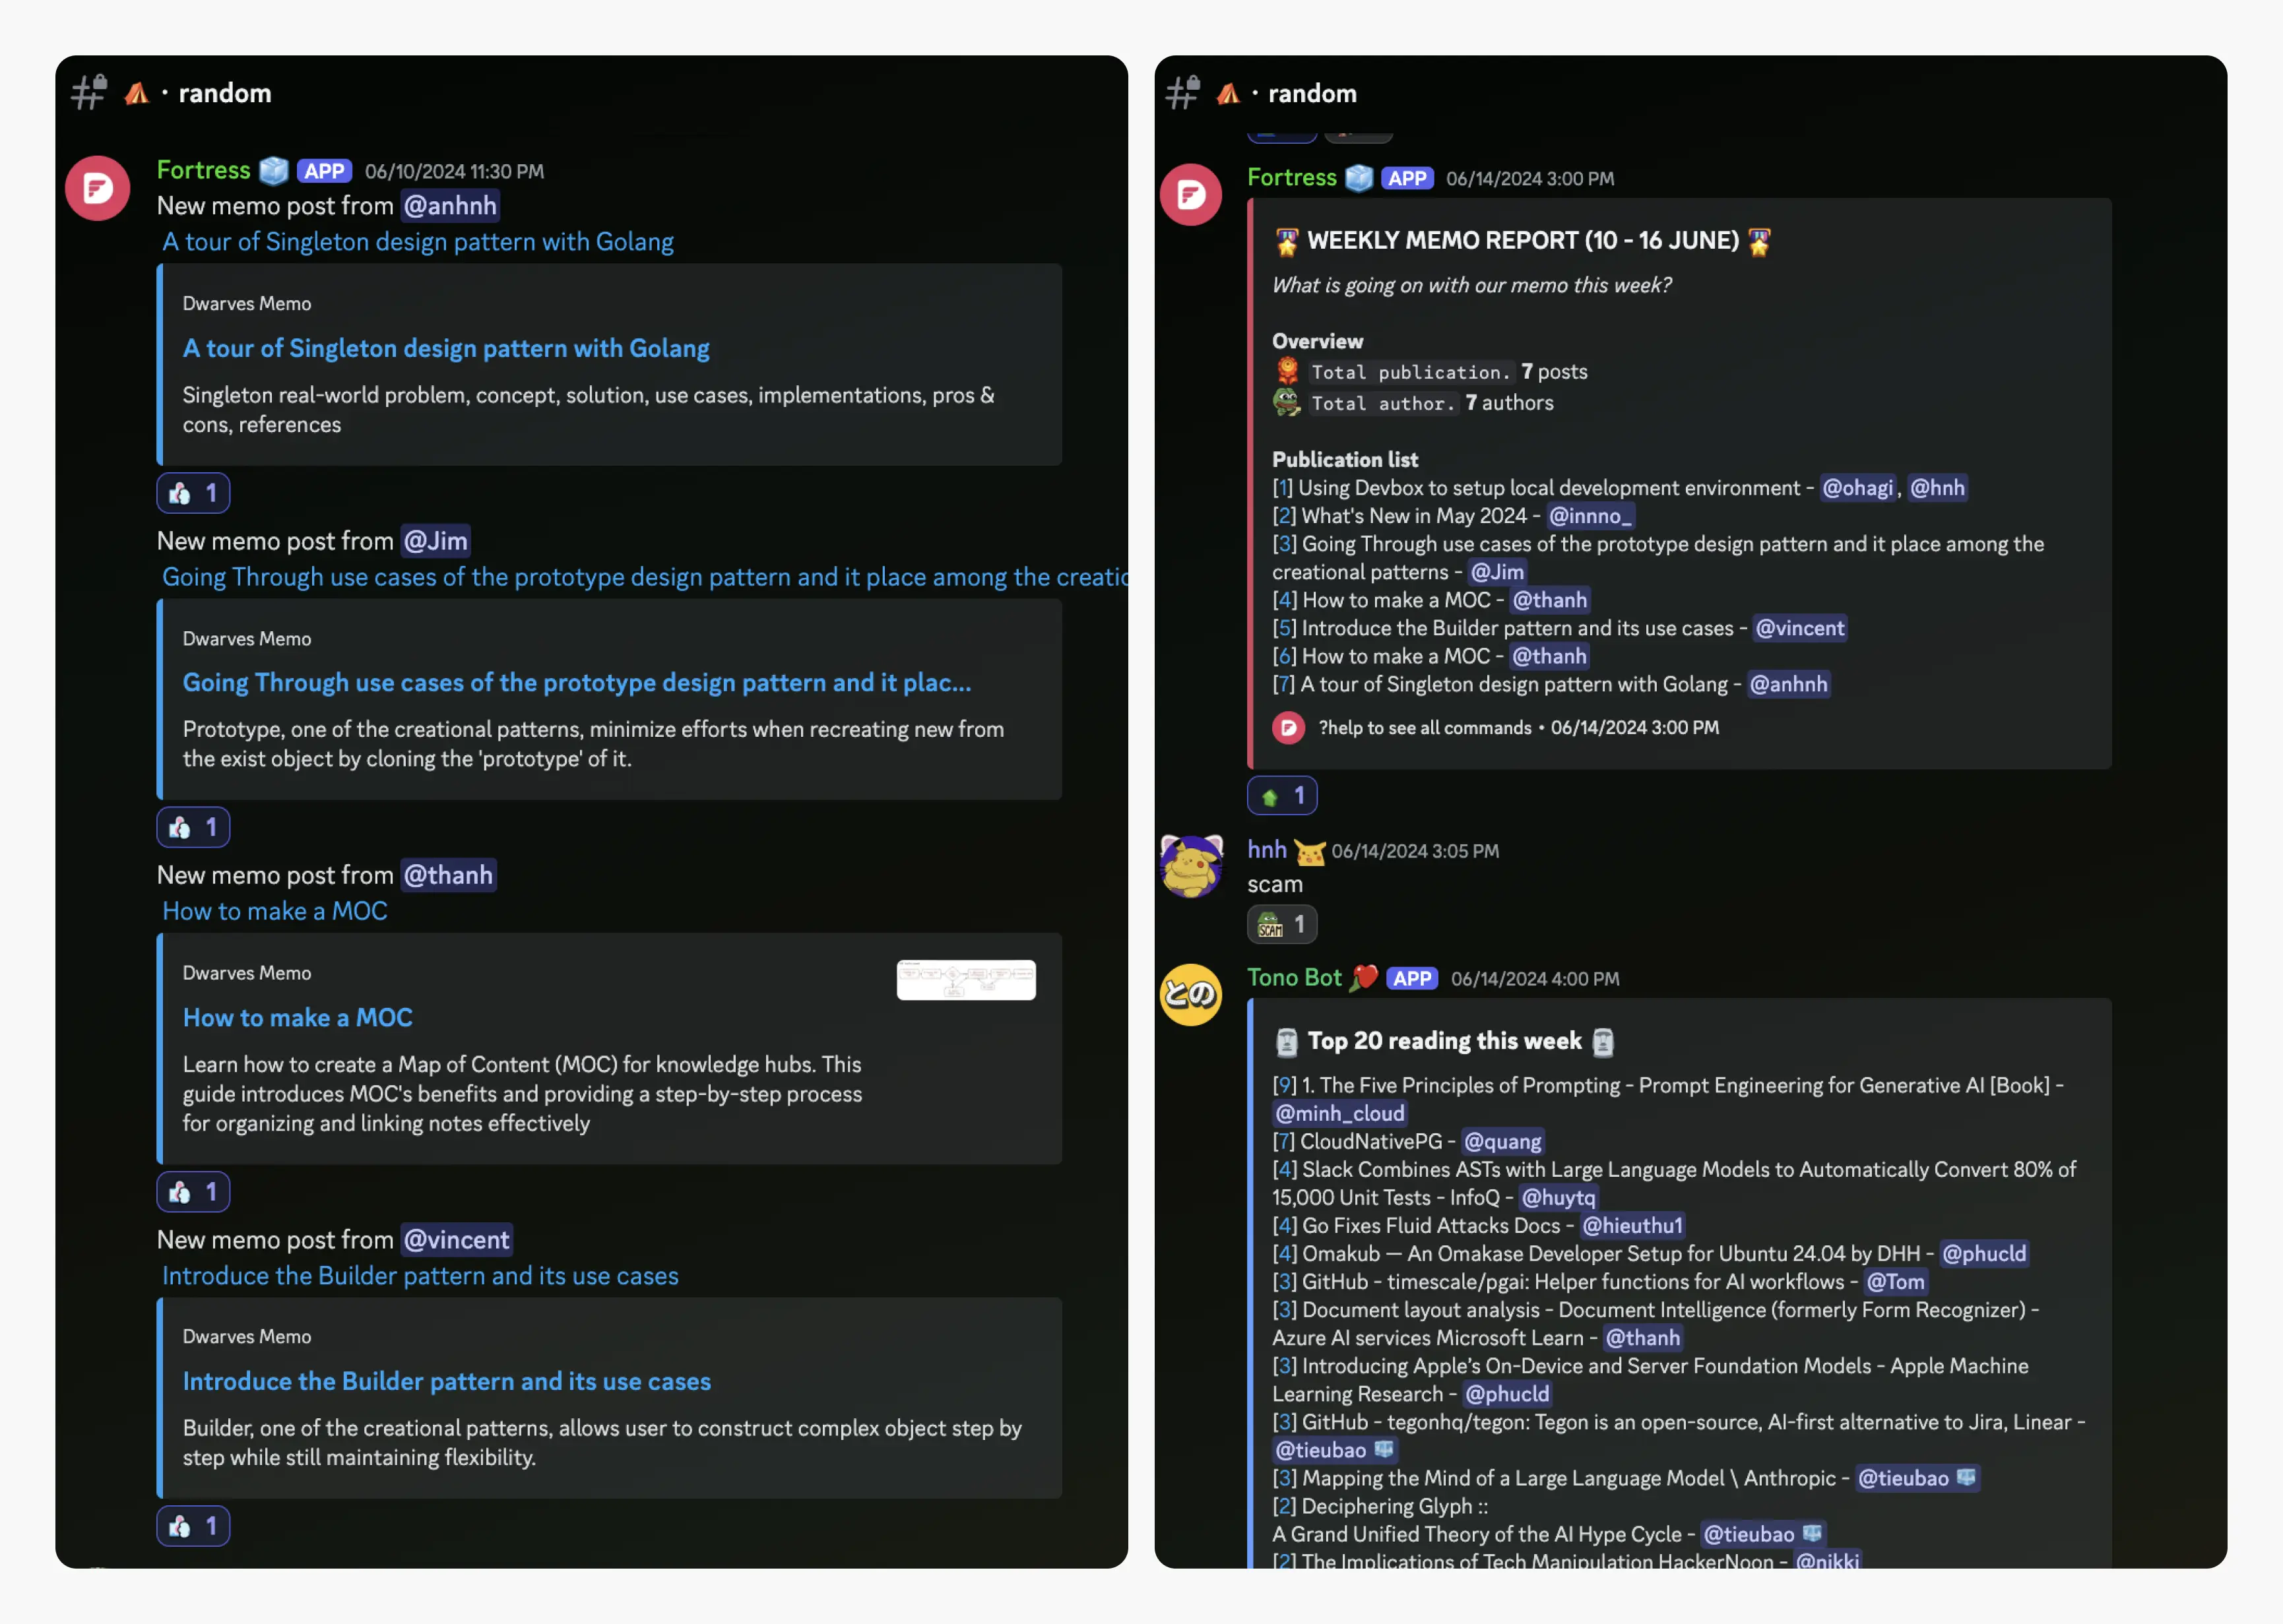 random
Fortress APP 06/10/2024 11:30 PM
New memo post from @anhnh
A tour of Singleton design pattern with Golang
Dwarves Memo
A tour of Singleton design pattern with Golang
Singleton real-world problem, concept, solution, use cases, implementations, pros &
cons, references
1
New memo post from @Jim
Going Through use cases of the prototype design pattern and it place among the creatio
Dwarves Memo
Going Through use cases of the prototype design pattern and it plac...
Prototype, one of the creational patterns, minimize efforts when recreating new from
the exist object by cloning the 'prototype' of it.
1
New memo post from @thanh
How to make a MOC
Dwarves Memo
How to make a MOC
Learn how to create a Map of Content (MOC) for knowledge hubs. This
guide introduces MOC's benefits and providing a step-by-step process
for organizing and linking notes effectively
1
New memo post from @vincent
Introduce the Builder pattern and its use cases
Dwarves Memo
Introduce the Builder pattern and its use cases
Builder, one of the creational patterns, allows user to construct complex object step by
step while still maintaining flexibility.
1
random
Fortress APP 06/14/2024 3:00 PM
WEEKLY MEMO REPORT (10 - 16 JUNE)
What is going on with our memo this week?
Overview
Total publication. 7 posts
Total author. 7 authors
Publication list
[1] Using Devbox to setup local development environment - @ohagi, @hnh
[2] What's New in May 2024 - @innno_
[3] Going Through use cases of the prototype design pattern and it place among the
creational patterns - @Jim
[4] How to make a MOC - @thanh
[5] Introduce the Builder pattern and its use cases - @vincent
[6] How to make a MOC - @thanh
[7] A tour of Singleton design pattern with Golang - @anhnh
?help to see all commands • 06/14/2024 3:00 PM
1
hnh 06/14/2024 3:05 PM
scam
SCAM 1
との
Tono Bot APP 06/14/2024 4:00 PM
Top 20 reading this week
[9] 1. The Five Principles of Prompting - Prompt Engineering for Generative AI [Book] -
@minh_cloud
[7] CloudNativePG - @quang
[4] Slack Combines ASTs with Large Language Models to Automatically Convert 80% of
15,000 Unit Tests - InfoQ - @huytq
[4] Go Fixes Fluid Attacks Docs - @hieuthu1
[4] Omakub — An Omakase Developer Setup for Ubuntu 24.04 by DHH - @phucld
[3] GitHub - timescale/pgai: Helper functions for AI workflows - @Tom
[3] Document layout analysis - Document Intelligence (formerly Form Recognizer) -
Azure AI services Microsoft Learn - @thanh
[3] Introducing Apple's On-Device and Server Foundation Models - Apple Machine
Learning Research - @phucld
[3] GitHub - tegonhq/tegon: Tegon is an open-source, AI-first alternative to Jira, Linear -
@tieubao
[3] Mapping the Mind of a Large Language Model \ Anthropic - @tieubao
[2] Deciphering Glyph ::
A Grand Unified Theory of the AI Hype Cycle - @tieubao
[2] The Implications of Tech Manipulation HackerNoon - @nikki